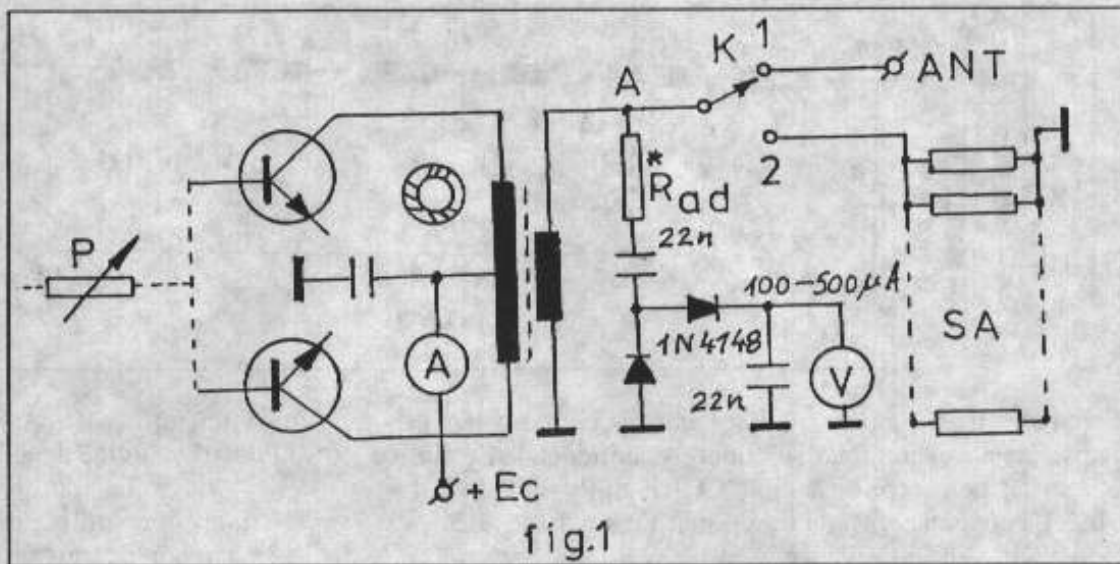 K 1
ANT
A
2
* Rad
22n
P
100-500µA
1N4148
SA
A
V
22n
+ Ec
fig.1